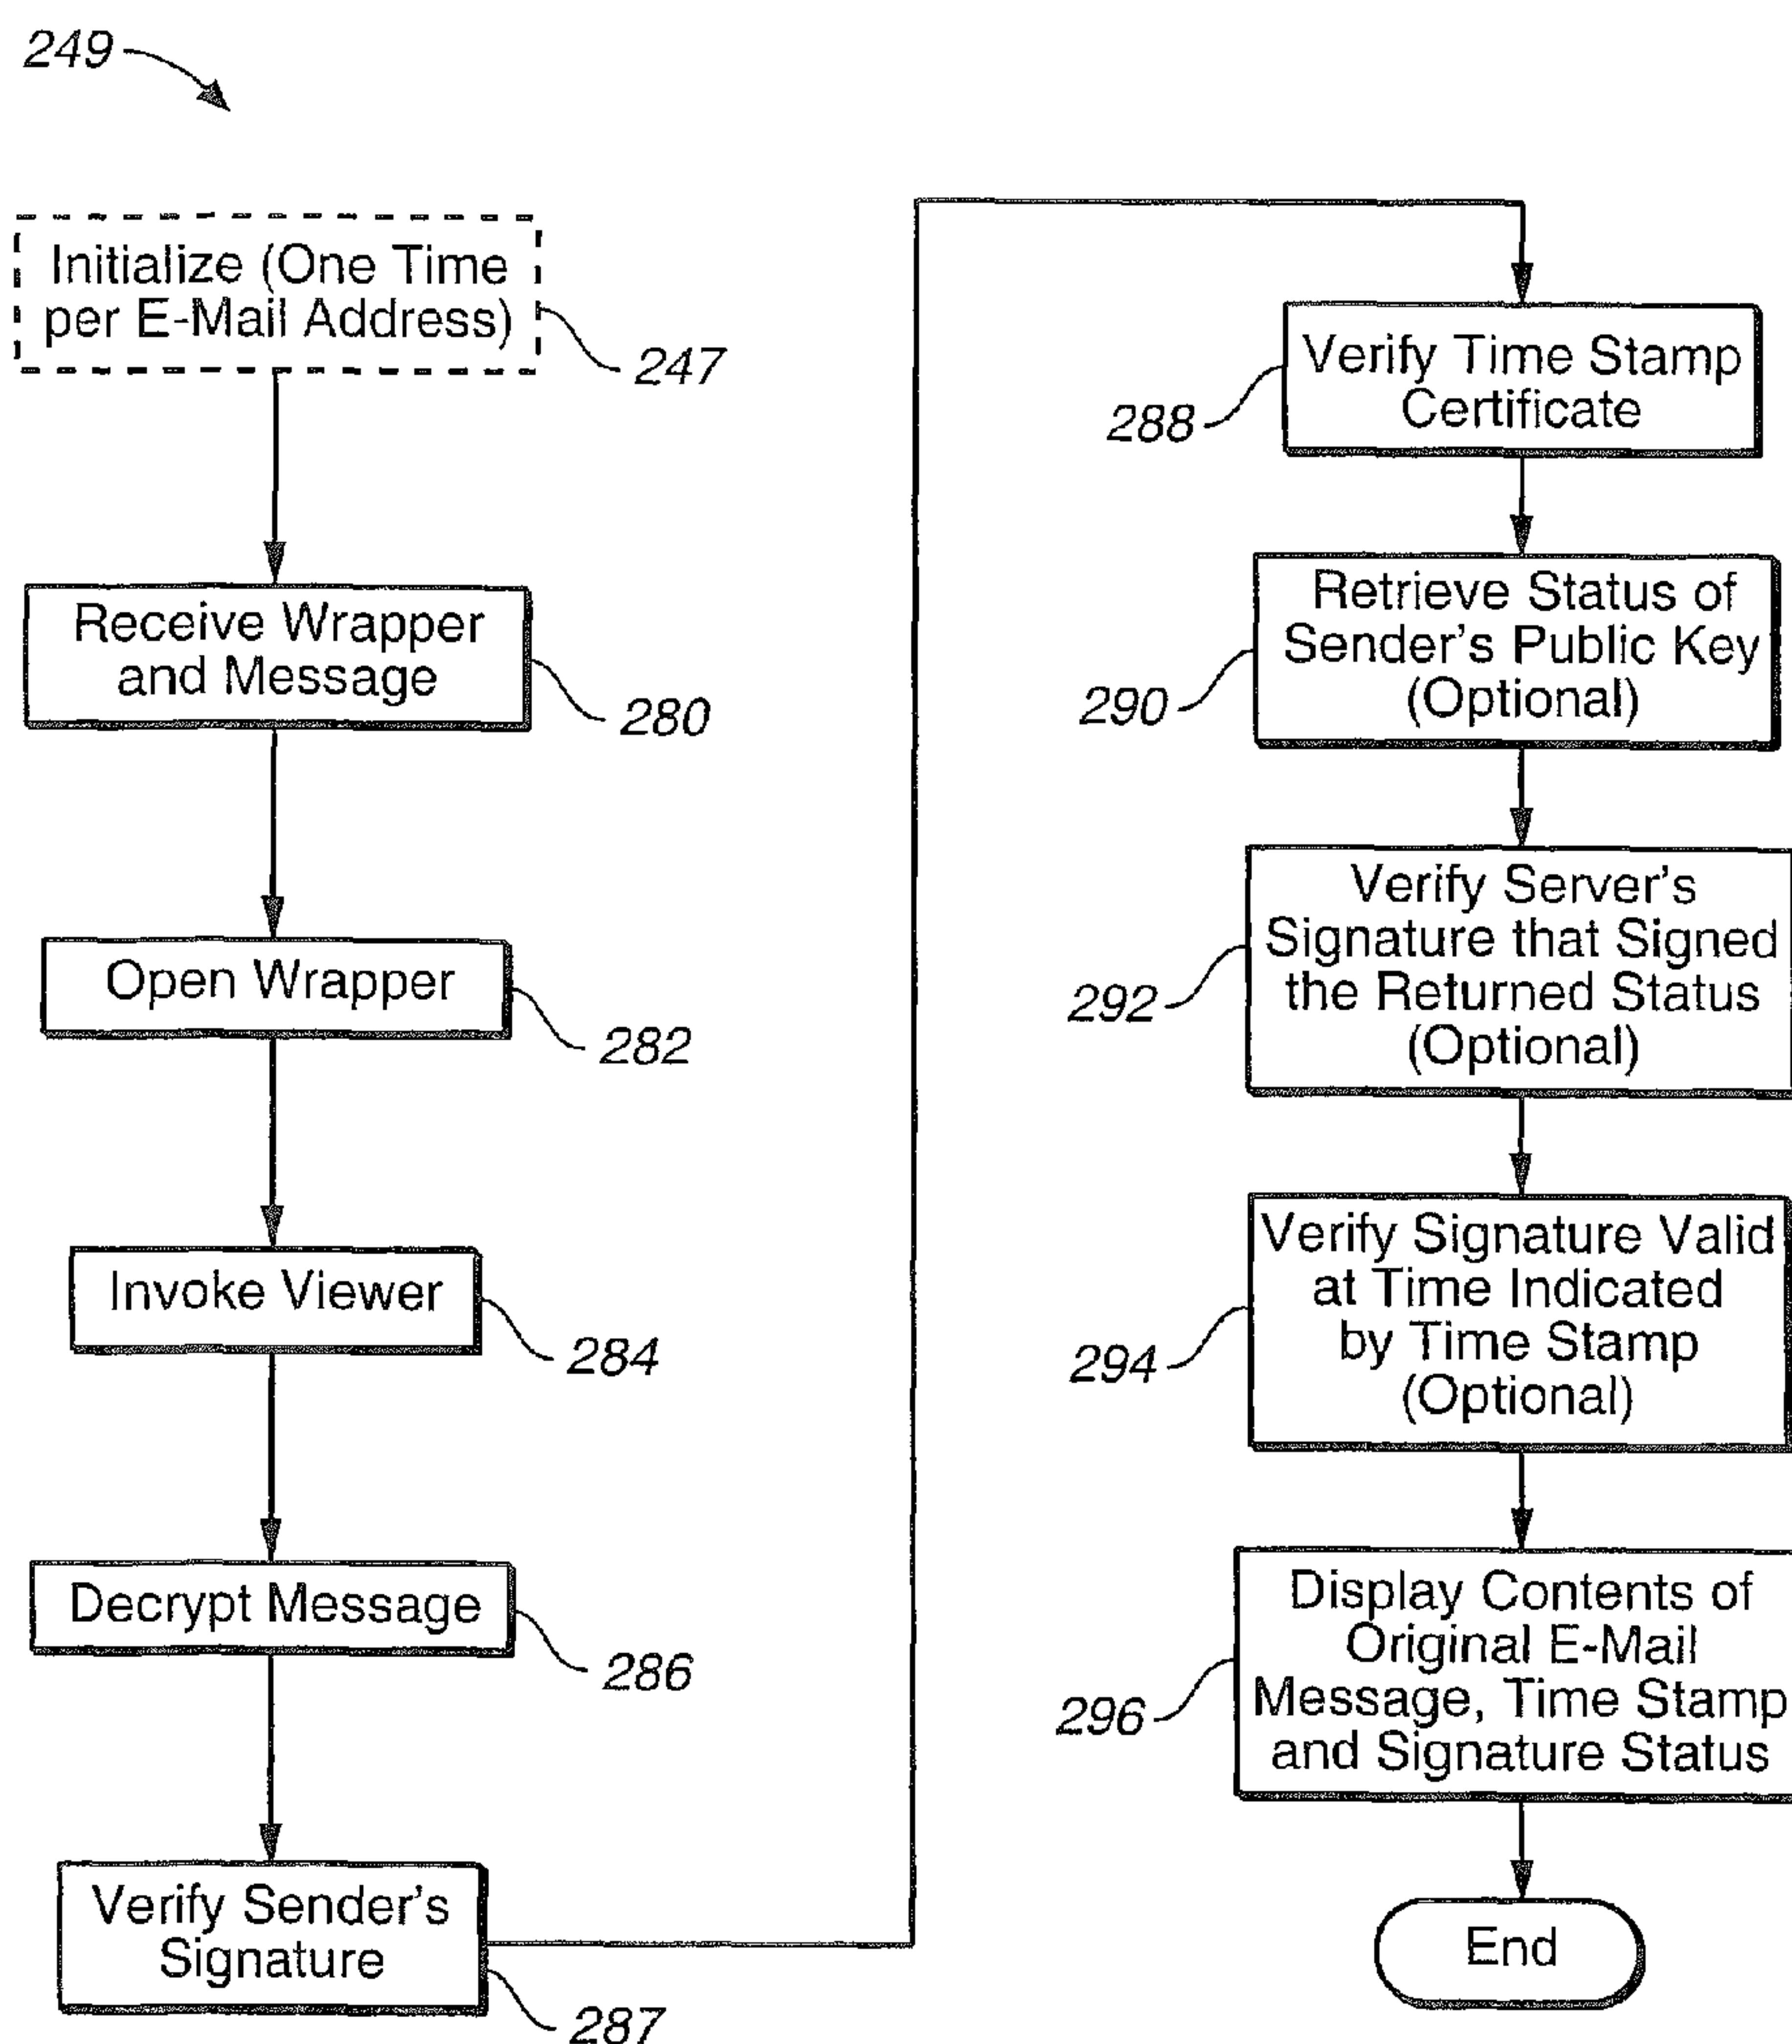 249
Initialize (One Time
per E-Mail Address)
247
Receive Wrapper
and Message
280
Open Wrapper
282
Invoke Viewer
284
Decrypt Message
286
Verify Sender's
Signature
287
Verify Time Stamp
Certificate
288
Retrieve Status of
Sender's Public Key
(Optional)
290
Verify Server's
Signature that Signed
the Returned Status
(Optional)
292
Verify Signature Valid
at Time Indicated
by Time Stamp
(Optional)
294
Display Contents of
Original E-Mail
Message, Time Stamp
and Signature Status
296
End